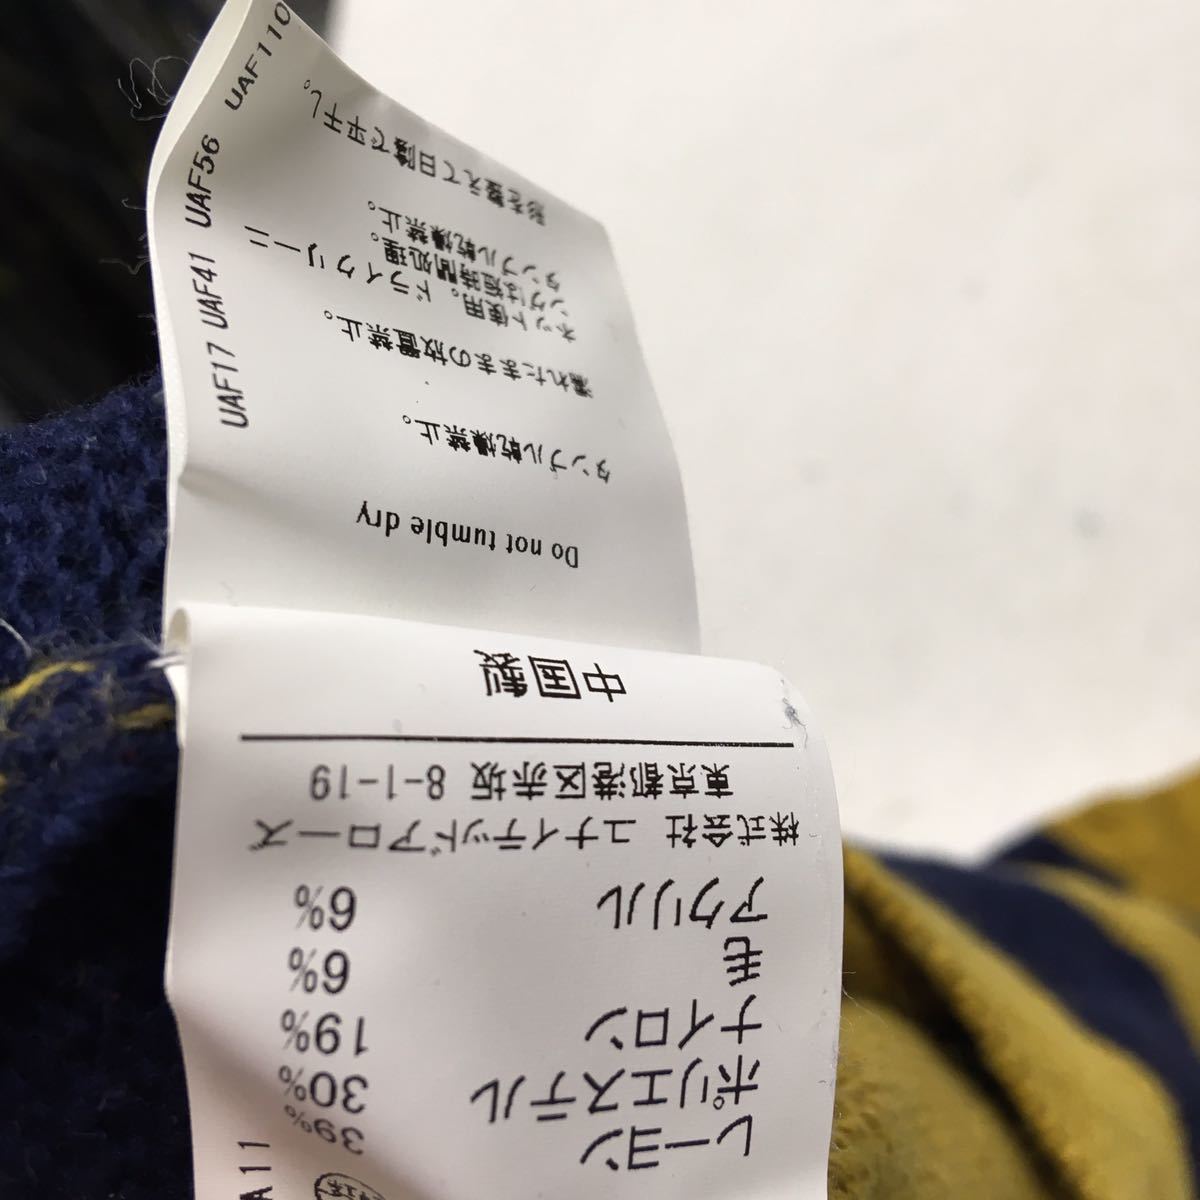 レーヨン 39%
ポリエステル 30%
ナイロン 19%
毛 6%
アクリル 6%
株式会社 ユナイテッドアローズ
東京都港区赤坂 8-1-19
中国製
Do not tumble dry
タンブル乾燥禁止。
濡れたままの放置禁止。
ネット使用。ドライクリーニ
ングは短時間処理。
タンブル乾燥禁止。
形を整えて日陰で平干し。
UAF17 UAF41 UAF56 UAF110
A11